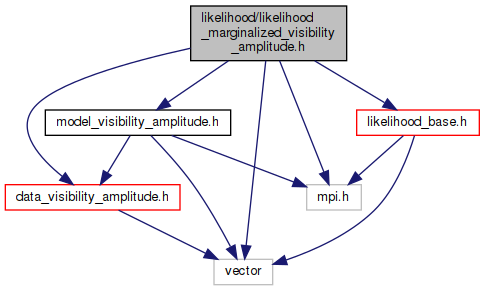 likelihood/likelihood
_marginalized_visibility
_amplitude.h
model_visibility_amplitude.h
likelihood_base.h
data_visibility_amplitude.h
mpi.h
vector